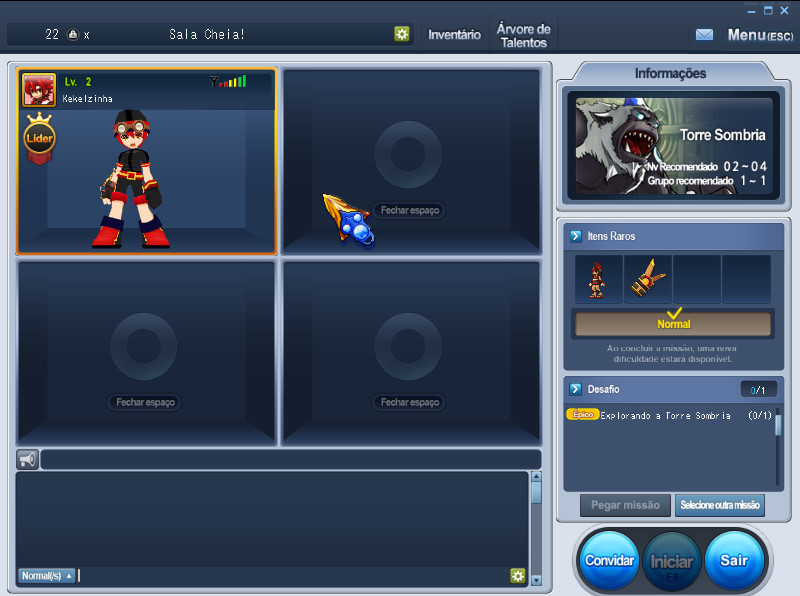 22 x Sala Cheia!
Inventário
Árvore de
Talentos
Menu(ESC)
Lv. 2
Kekelzinha
Líder
Fechar espaço
Fechar espaço
Fechar espaço
Normal(/s)
Informações
Torre Sombria
Nv Recomendado 02~04
Grupo recomendado 1~1
Itens Raros
Normal
Ao concluir a missão, uma nova
dificuldade estará disponível.
Desafio 0/1
Épico Explorando a Torre Sombria (0/1)
Pegar missão
Selecione outra missão
Convidar
Iniciar
F3
Sair